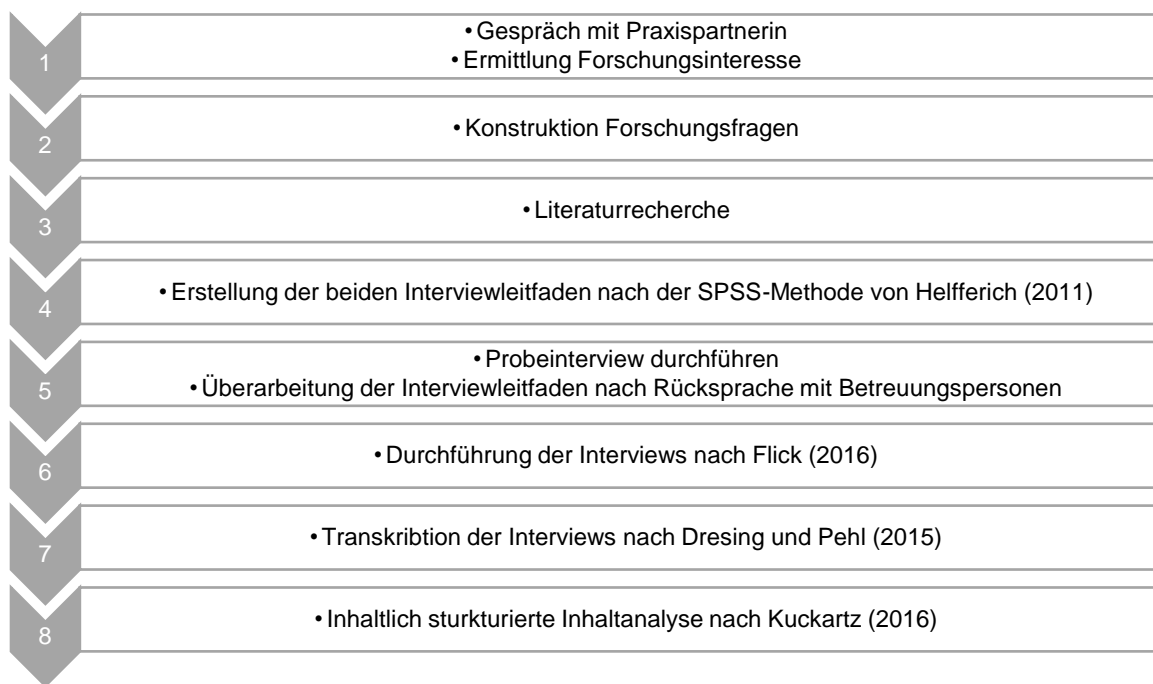 1
• Gespräch mit Praxispartnerin
• Ermittlung Forschungsinteresse
2
• Konstruktion Forschungsfragen
3
• Literaturrecherche
4
• Erstellung der beiden Interviewleitfaden nach der SPSS-Methode von Helfferich (2011)
5
• Probeinterview durchführen
• Überarbeitung der Interviewleitfaden nach Rücksprache mit Betreuungspersonen
6
• Durchführung der Interviews nach Flick (2016)
7
• Transkribtion der Interviews nach Dresing und Pehl (2015)
8
• Inhaltlich sturkturierte Inhaltanalyse nach Kuckartz (2016)